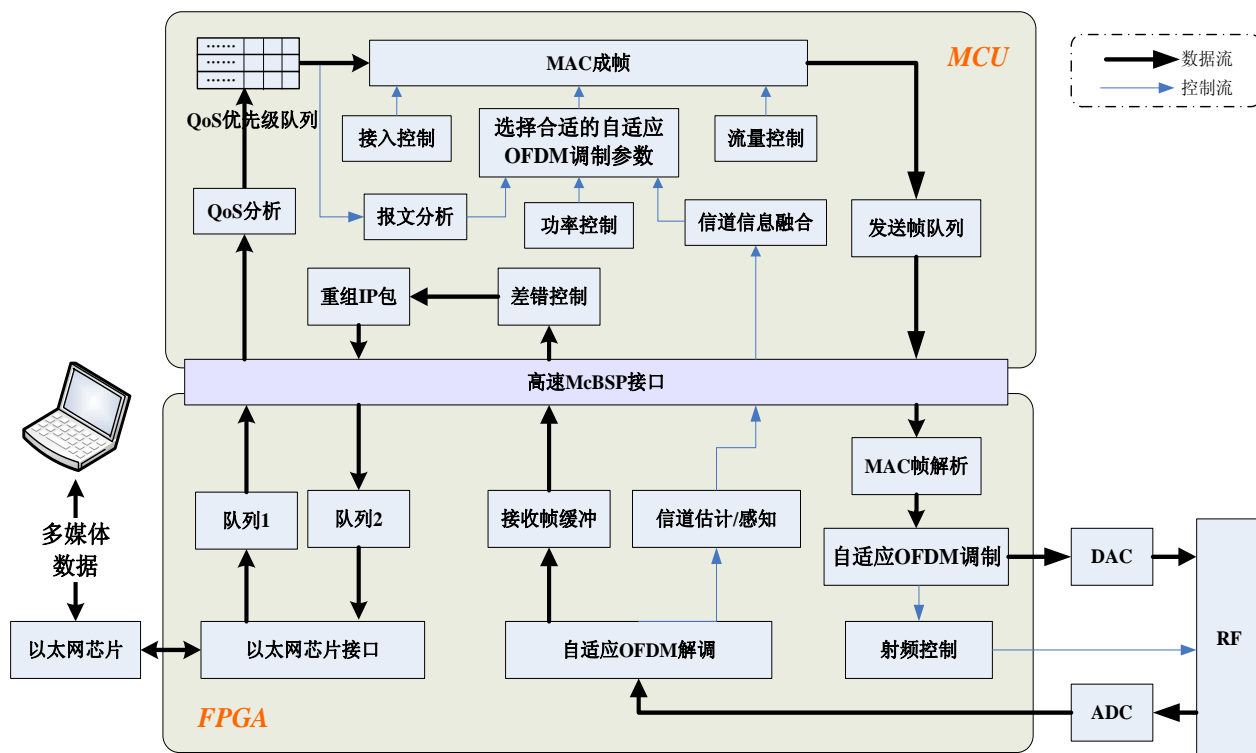 ······
······
······
QoS优先级队列
MAC成帧
MCU
数据流
控制流
接入控制
选择合适的自适应
OFDM调制参数
流量控制
QoS分析
报文分析
功率控制
信道信息融合
发送帧队列
重组IP包
差错控制
高速McBSP接口
MAC帧解析
队列1
队列2
接收帧缓冲
信道估计/感知
多媒体
数据
自适应OFDM调制
DAC
以太网芯片
以太网芯片接口
自适应OFDM解调
射频控制
RF
FPGA
ADC